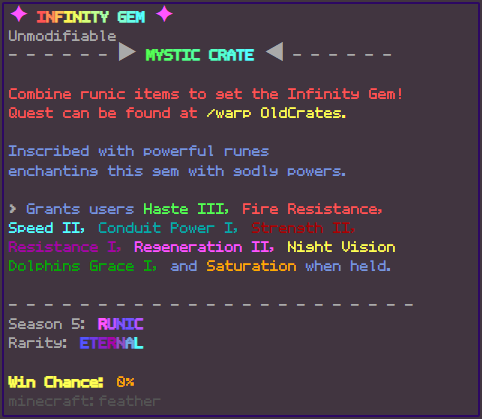 ✦ INFINITY GEM ✦
Unmodifiable
- - - - - - ▶ MYSTIC CRATE ◀ - - - - - -
Combine runic items to get the Infinity Gem!
Quest can be found at /warp OldCrates.
Inscribed with powerful runes
enchanting this gem with godly powers.
> Grants users Haste III, Fire Resistance,
Speed II, Conduit Power I, Strength II,
Resistance I, Regeneration II, Night Vision
Dolphins Grace I, and Saturation when held.
- - - - - - - - - - - - - - - - - - - - - - -
Season 5: RUNIC
Rarity: ETERNAL
Win Chance: 0%
minecraft:feather